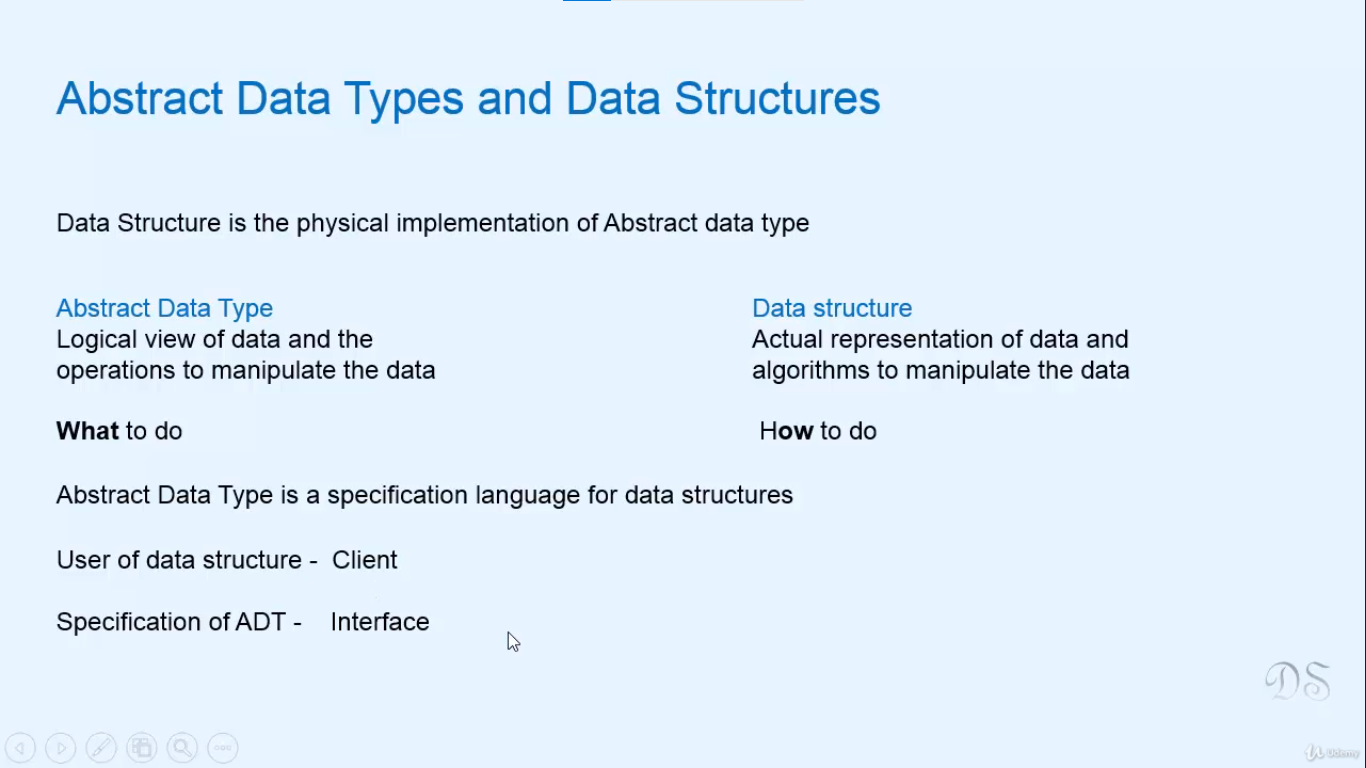 Abstract Data Types and Data Structures
Data Structure is the physical implementation of Abstract data type
Abstract Data Type
Logical view of data and the
operations to manipulate the data
What to do
Data structure
Actual representation of data and
algorithms to manipulate the data
How to do
Abstract Data Type is a specification language for data structures
User of data structure - Client
Specification of ADT - Interface
DS
Udemy